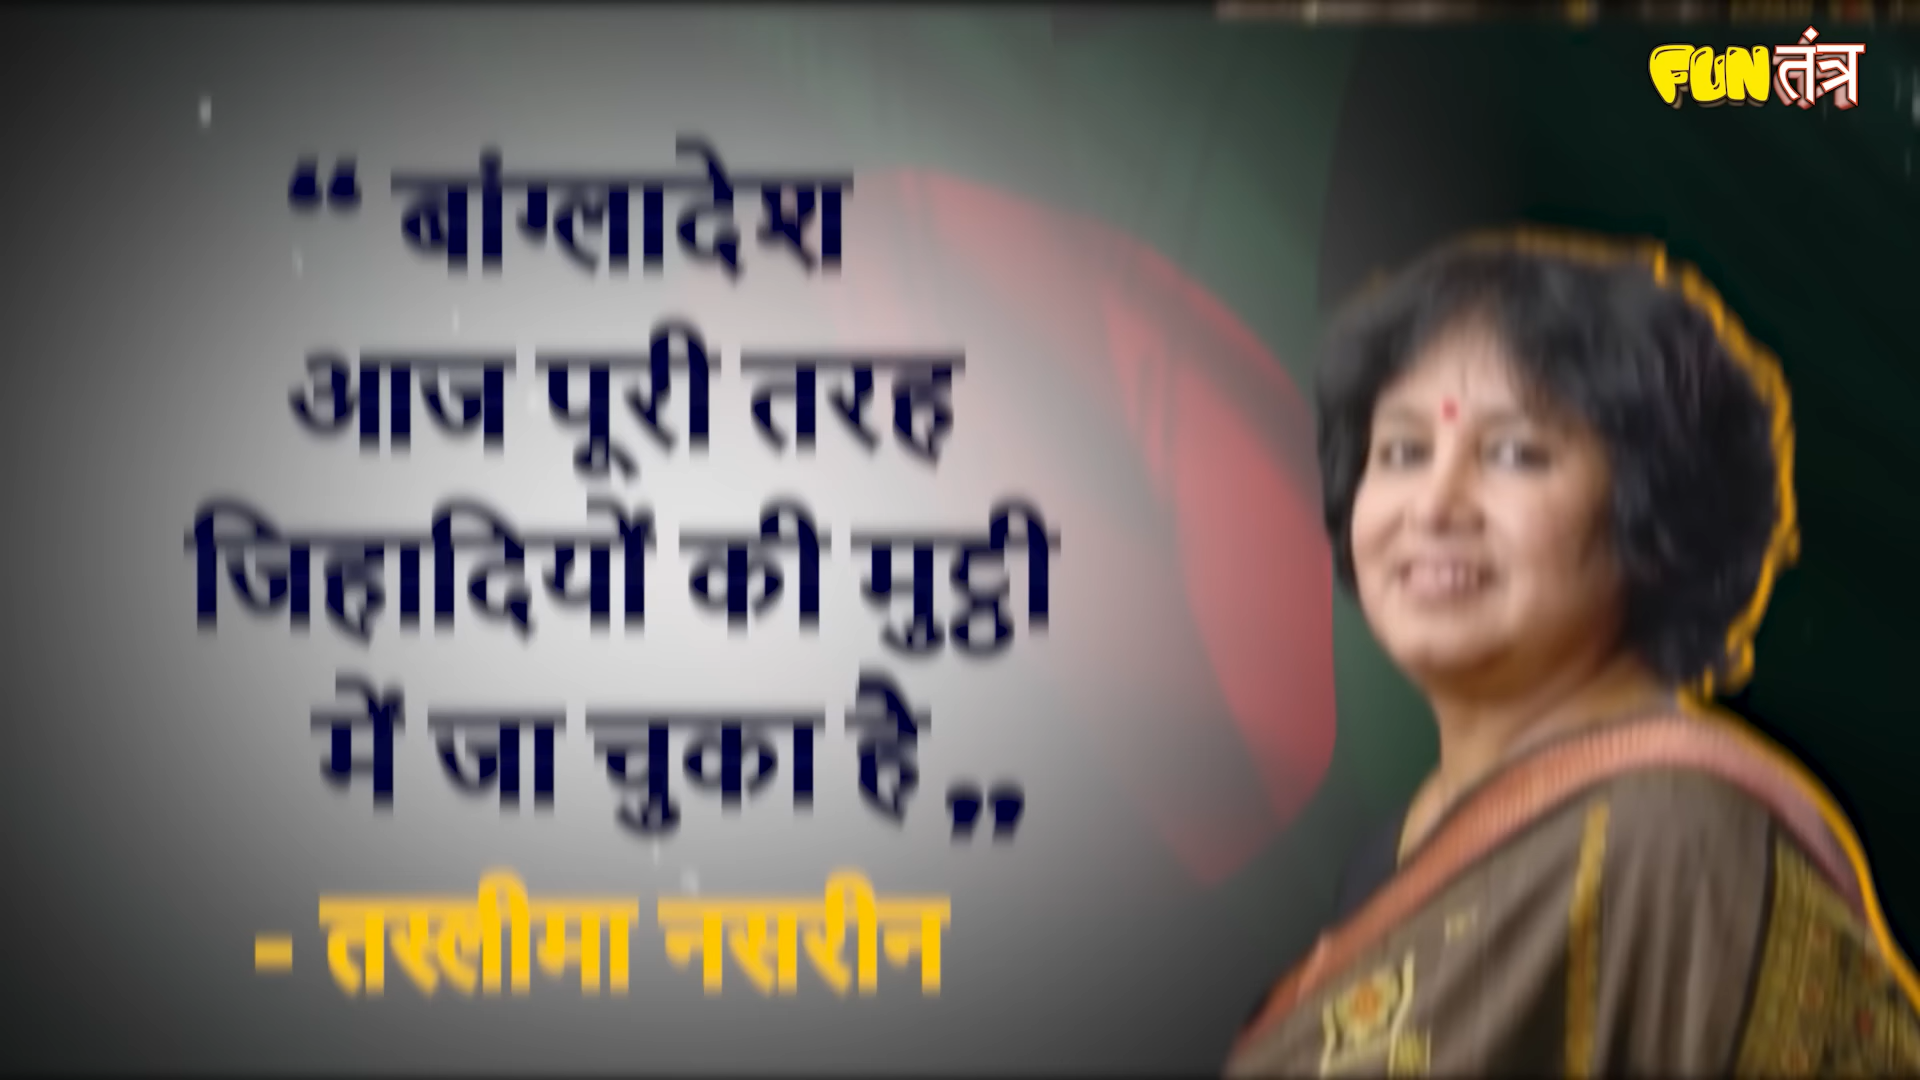 FUNतंत्र
“ बांग्लादेश
आज पूरी तरह
जिहादियों की मुट्ठी
में जा चुका है ”
- तस्लीमा नसरीन